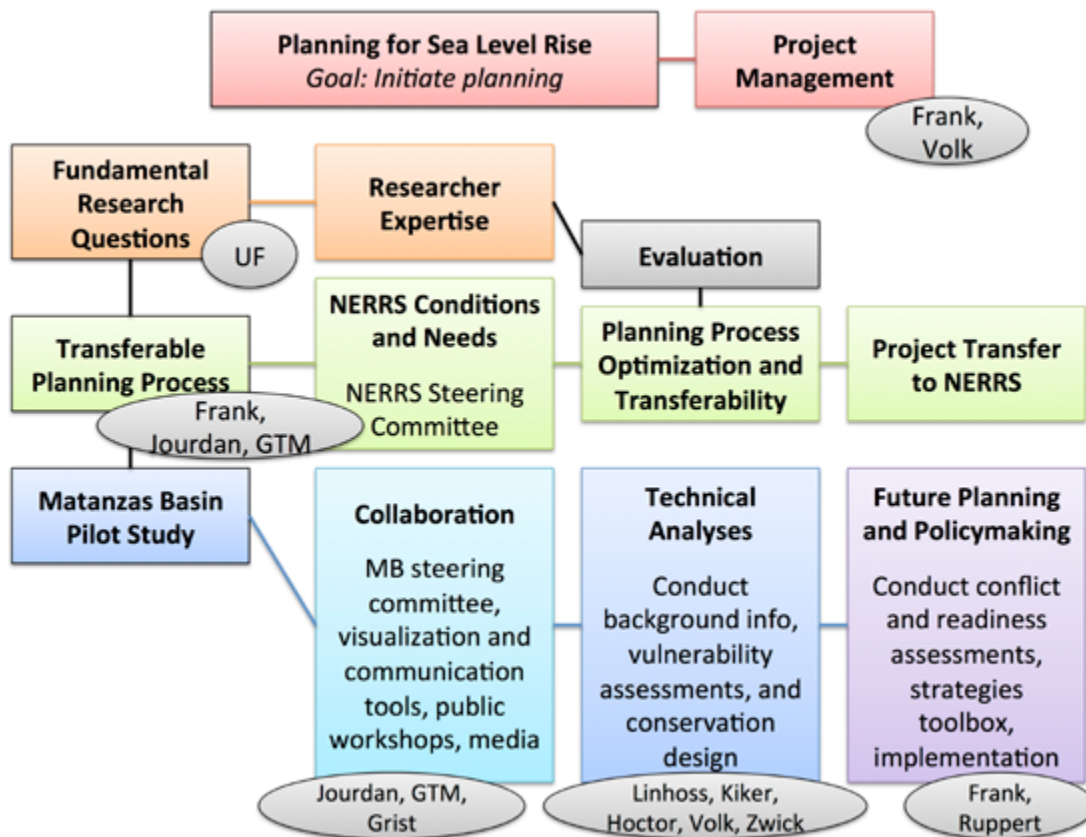 Planning for Sea Level Rise
Goal: Initiate planning
Project
Management
Frank,
Volk
Fundamental
Research
Questions
UF
Researcher
Expertise
Evaluation
Transferable
Planning Process
Frank,
Jourdan, GTM
NERRS Conditions
and Needs
NERRS Steering
Committee
Planning Process
Optimization and
Transferability
Project Transfer
to NERRS
Matanzas Basin
Pilot Study
Collaboration
MB steering
committee,
visualization and
communication
tools, public
workshops, media
Jourdan, GTM,
Grist
Technical
Analyses
Conduct
background info,
vulnerability
assessments, and
conservation
design
Linhoss, Kiker,
Hoctor, Volk, Zwick
Future Planning
and Policymaking
Conduct conflict
and readiness
assessments,
strategies
toolbox,
implementation
Frank,
Ruppert